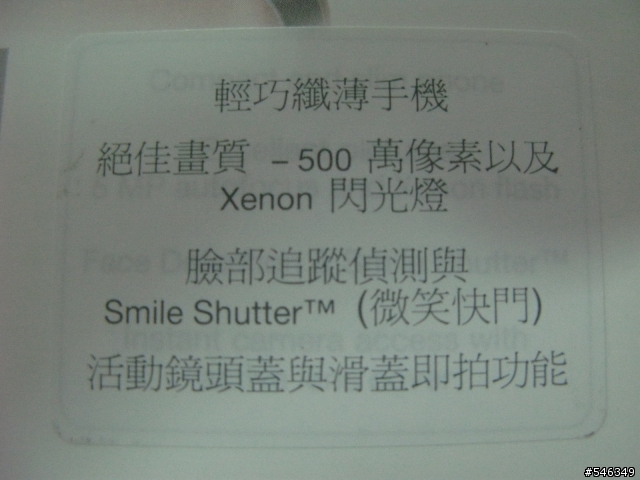 輕巧纖薄手機
絕佳畫質 – 500 萬像素以及
Xenon 閃光燈
臉部追蹤偵測與
Smile Shutter™ (微笑快門)
活動鏡頭蓋與滑蓋即拍功能
#546349